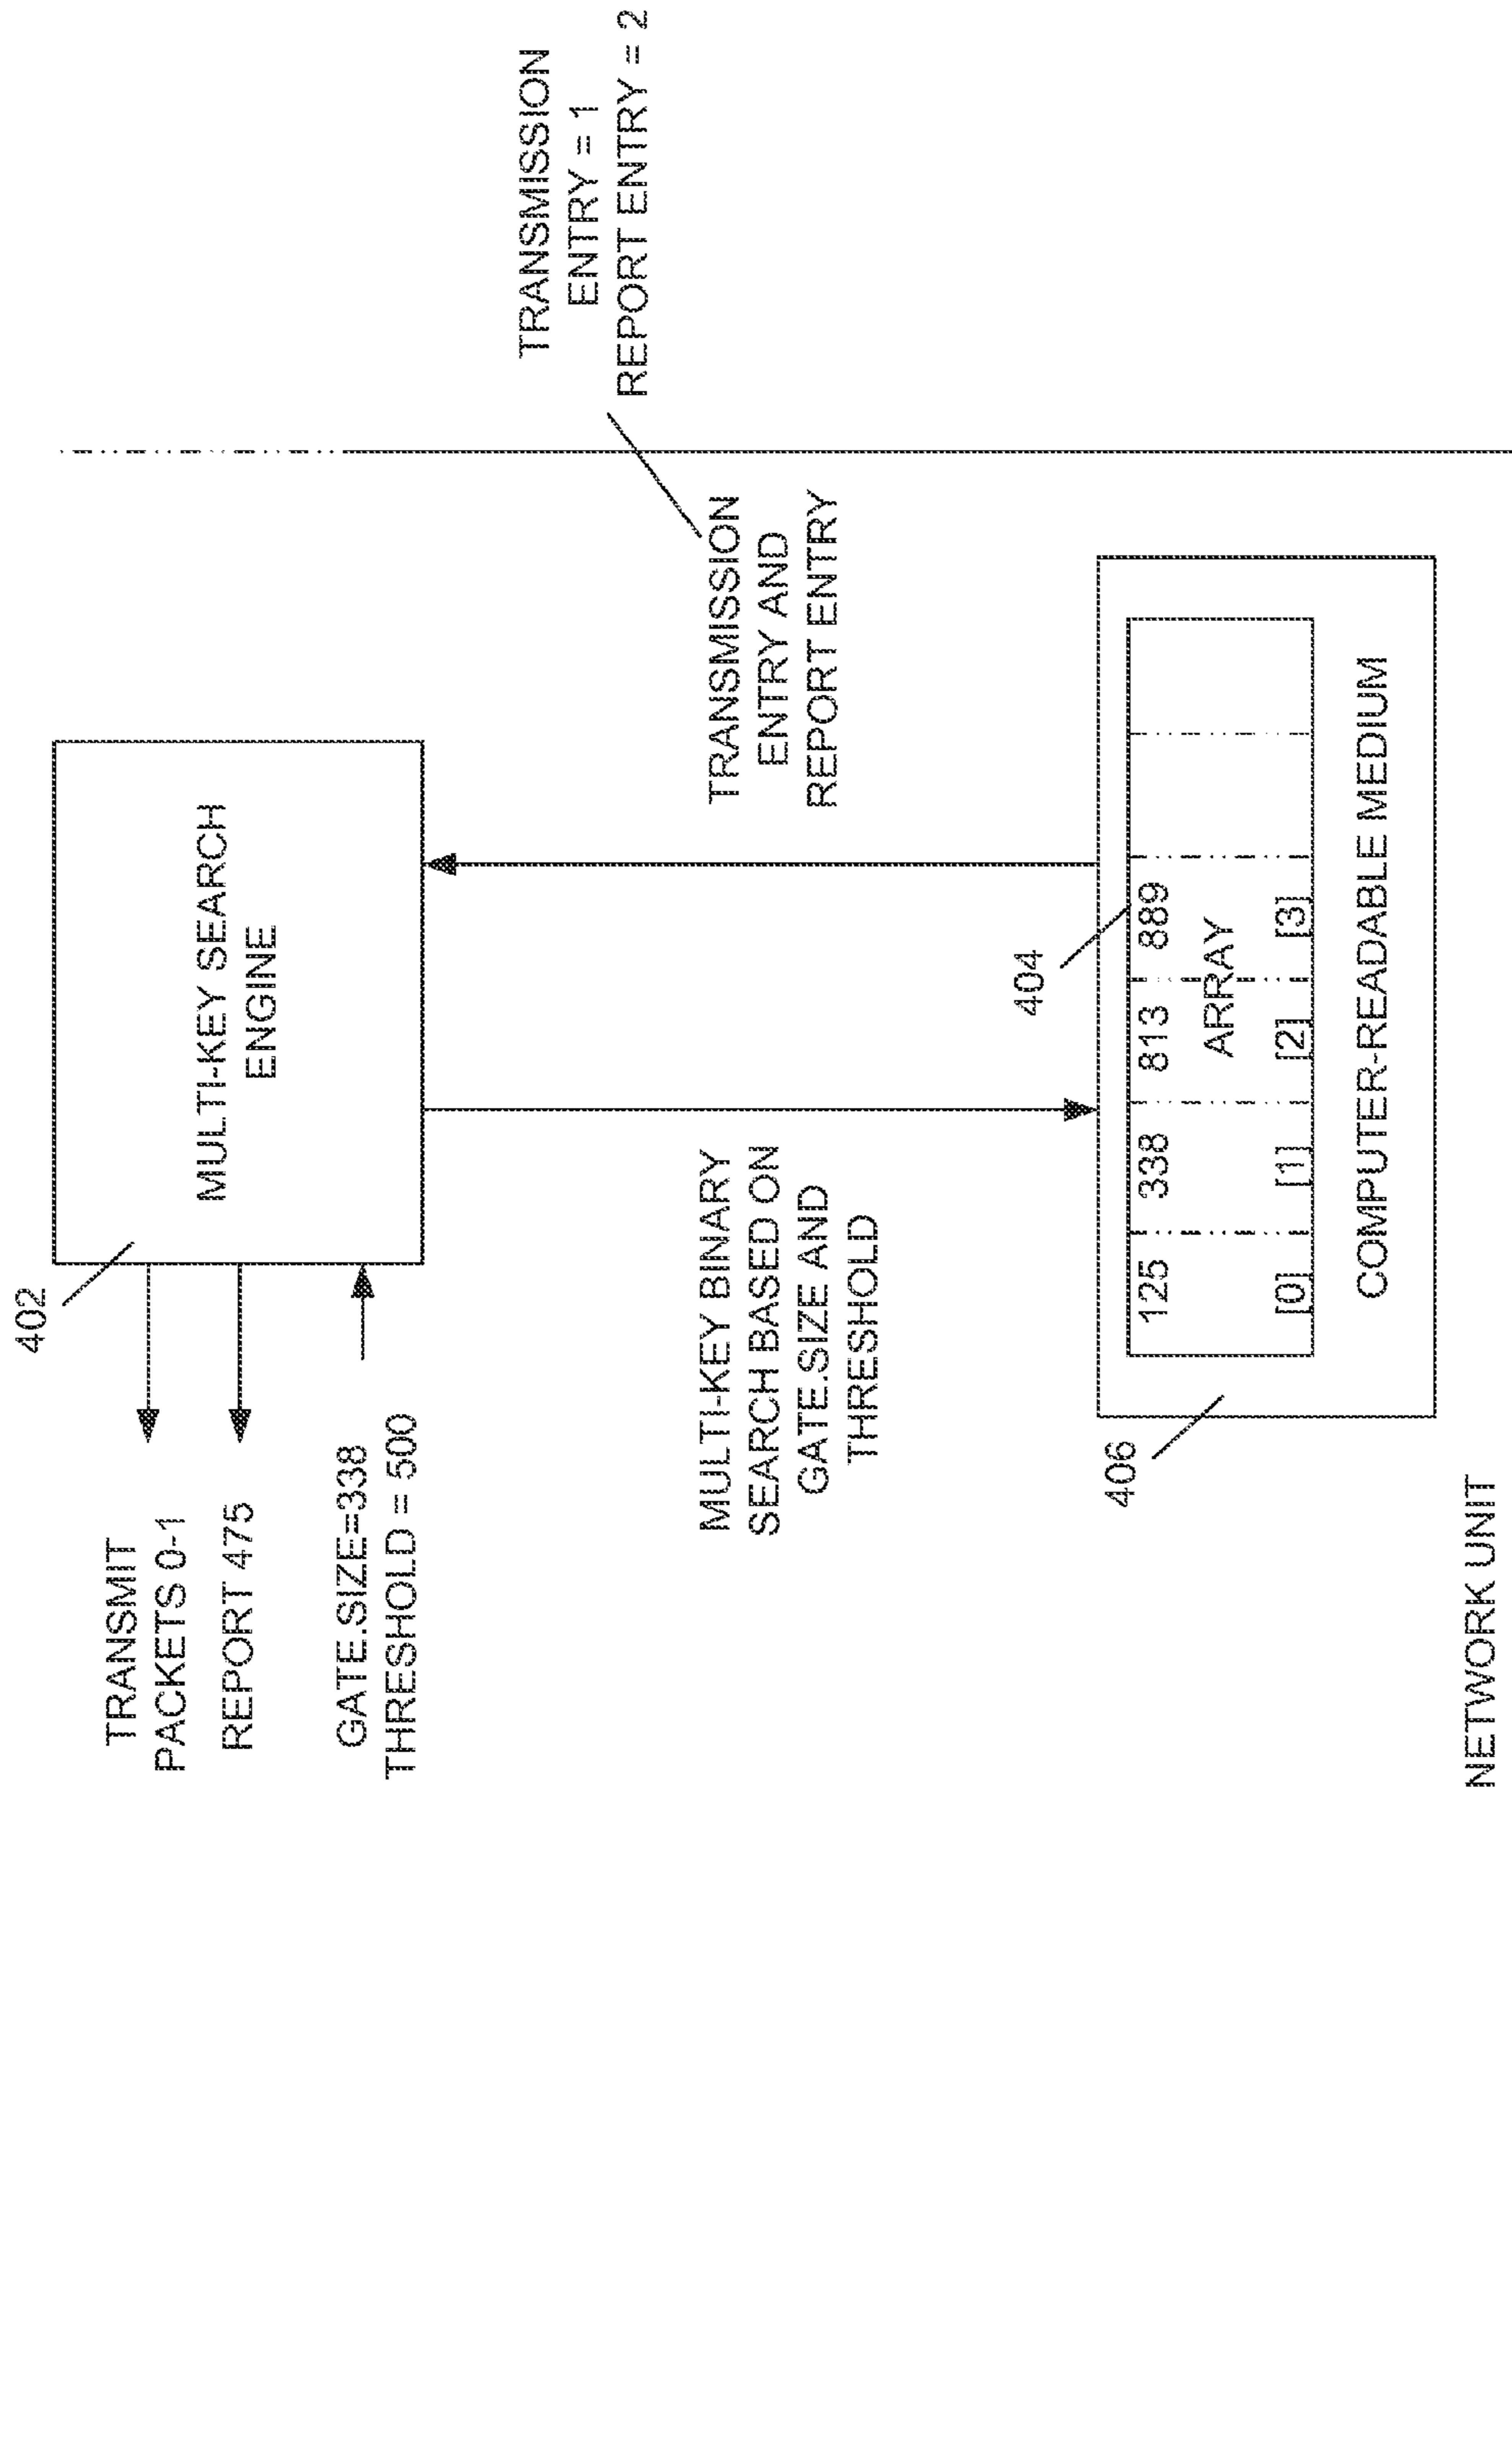 402
TRANSMIT
PACKETS 0-1
REPORT 475
GATE.SIZE=338
THRESHOLD = 500
MULTI-KEY SEARCH
ENGINE
MULTI-KEY BINARY
SEARCH BASED ON
GATE.SIZE AND
THRESHOLD
TRANSMISSION
ENTRY AND
REPORT ENTRY
TRANSMISSION
ENTRY = 1
REPORT ENTRY = 2
404
406
125 338 813 889
ARRAY
[0] [1] [2] [3]
COMPUTER-READABLE MEDIUM
NETWORK UNIT